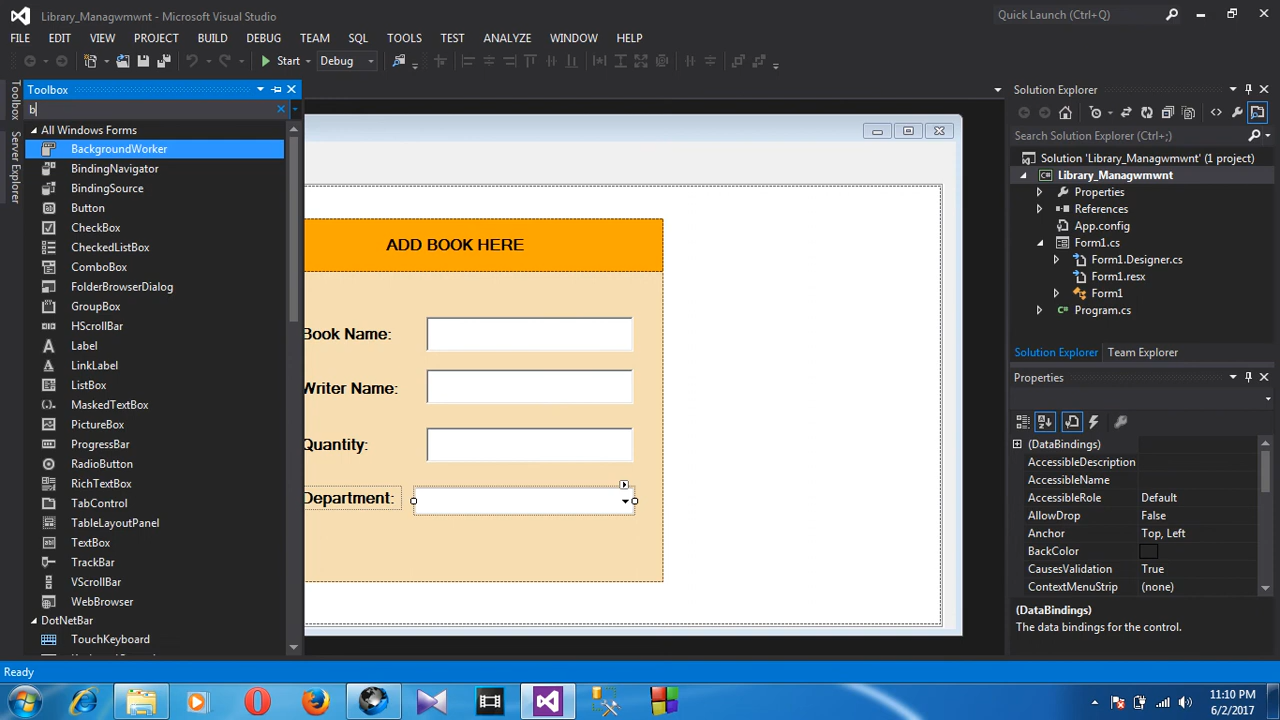 Library_Managwmwnt - Microsoft Visual Studio
Quick Launch (Ctrl+Q)
FILE EDIT VIEW PROJECT BUILD DEBUG TEAM SQL TOOLS TEST ANALYZE WINDOW HELP
Start Debug
Toolbox
Server Explorer
Toolbox
b
All Windows Forms
BackgroundWorker
BindingNavigator
BindingSource
Button
CheckBox
CheckedListBox
ComboBox
FolderBrowserDialog
GroupBox
HScrollBar
Label
LinkLabel
ListBox
MaskedTextBox
PictureBox
ProgressBar
RadioButton
RichTextBox
TabControl
TableLayoutPanel
TextBox
TrackBar
VScrollBar
WebBrowser
DotNetBar
TouchKeyboard
ADD BOOK HERE
Book Name:
Writer Name:
Quantity:
Department:
Solution Explorer
Search Solution Explorer (Ctrl+;)
Solution 'Library_Managwmwnt' (1 project)
Library_Managwmwnt
Properties
References
App.config
Form1.cs
Form1.Designer.cs
Form1.resx
Form1
Program.cs
Solution Explorer Team Explorer
Properties
(DataBindings)
AccessibleDescription
AccessibleName
AccessibleRole Default
AllowDrop False
Anchor Top, Left
BackColor
CausesValidation True
ContextMenuStrip (none)
(DataBindings)
The data bindings for the control.
Ready
11:10 PM
6/2/2017